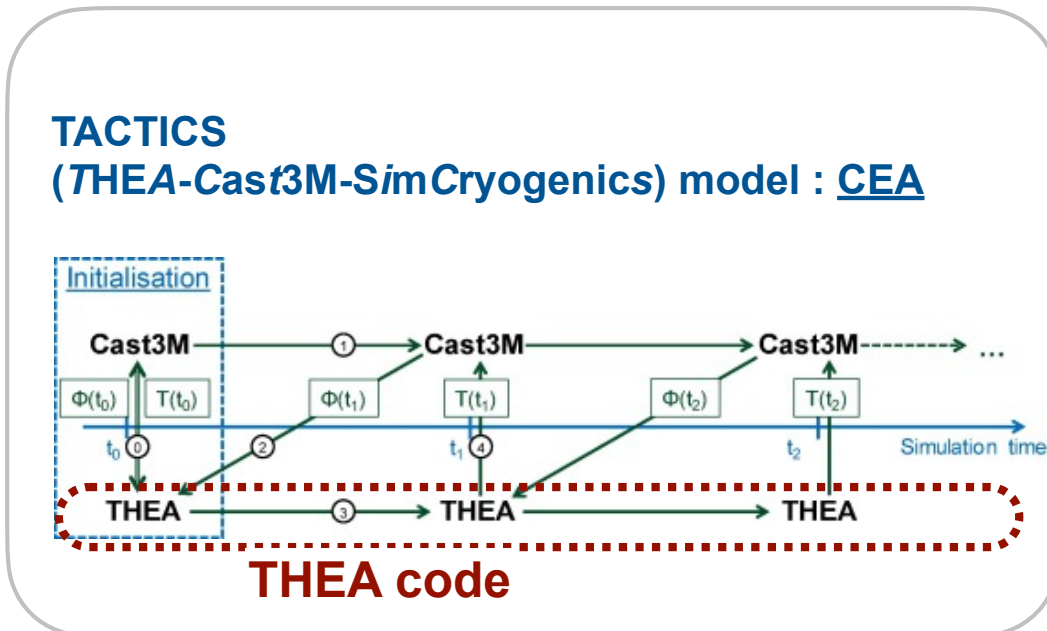 TACTICS
(THEA-Cast3M-SimCryogenics) model : CEA
Initialisation
Cast3M 1 Cast3M Cast3M ...
Φ(t₀) T(t₀) Φ(t₁) T(t₁) Φ(t₂) T(t₂)
t₀ 0 2 t₁ 4 t₂ Simulation time
THEA 3 THEA THEA
THEA code